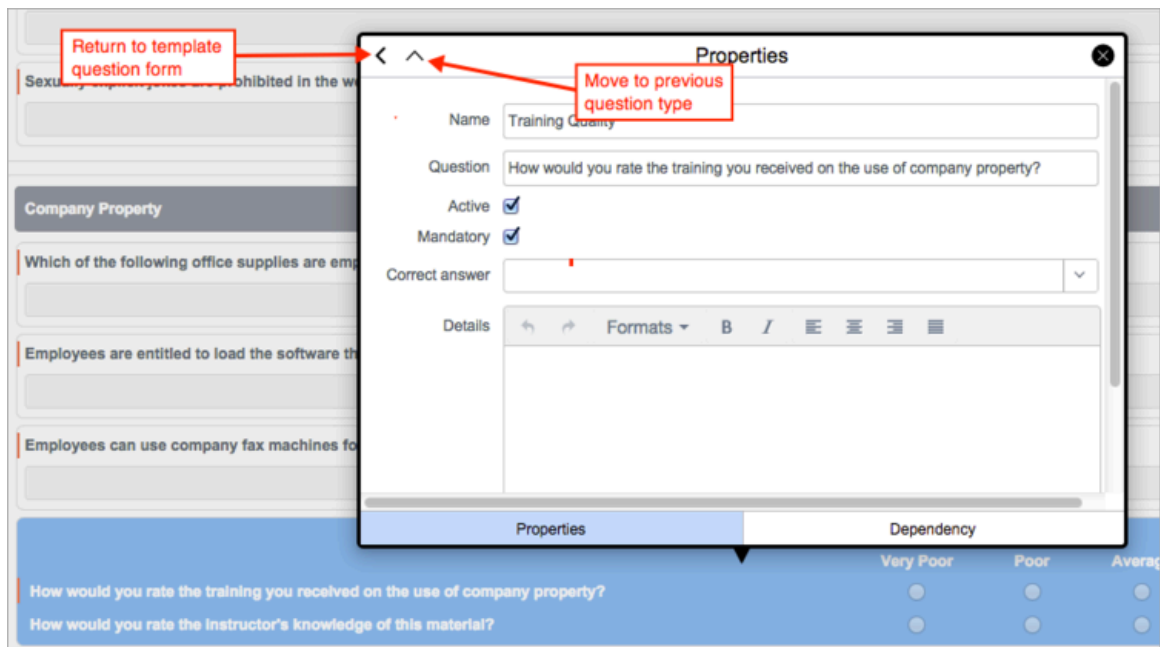 Return to template
question form
Properties
Move to previous
question type
Sexually explicit jokes are prohibited in the
Name Training Quality
Question How would you rate the training you received on the use of company property?
Active
Mandatory
Correct answer
Details Formats B I
Company Property
Which of the following office supplies are
Employees are entitled to load the software
Employees can use company fax machines
Properties Dependency
Very Poor Poor
How would you rate the training you received on the use of company property?
How would you rate the instructor's knowledge of this material?